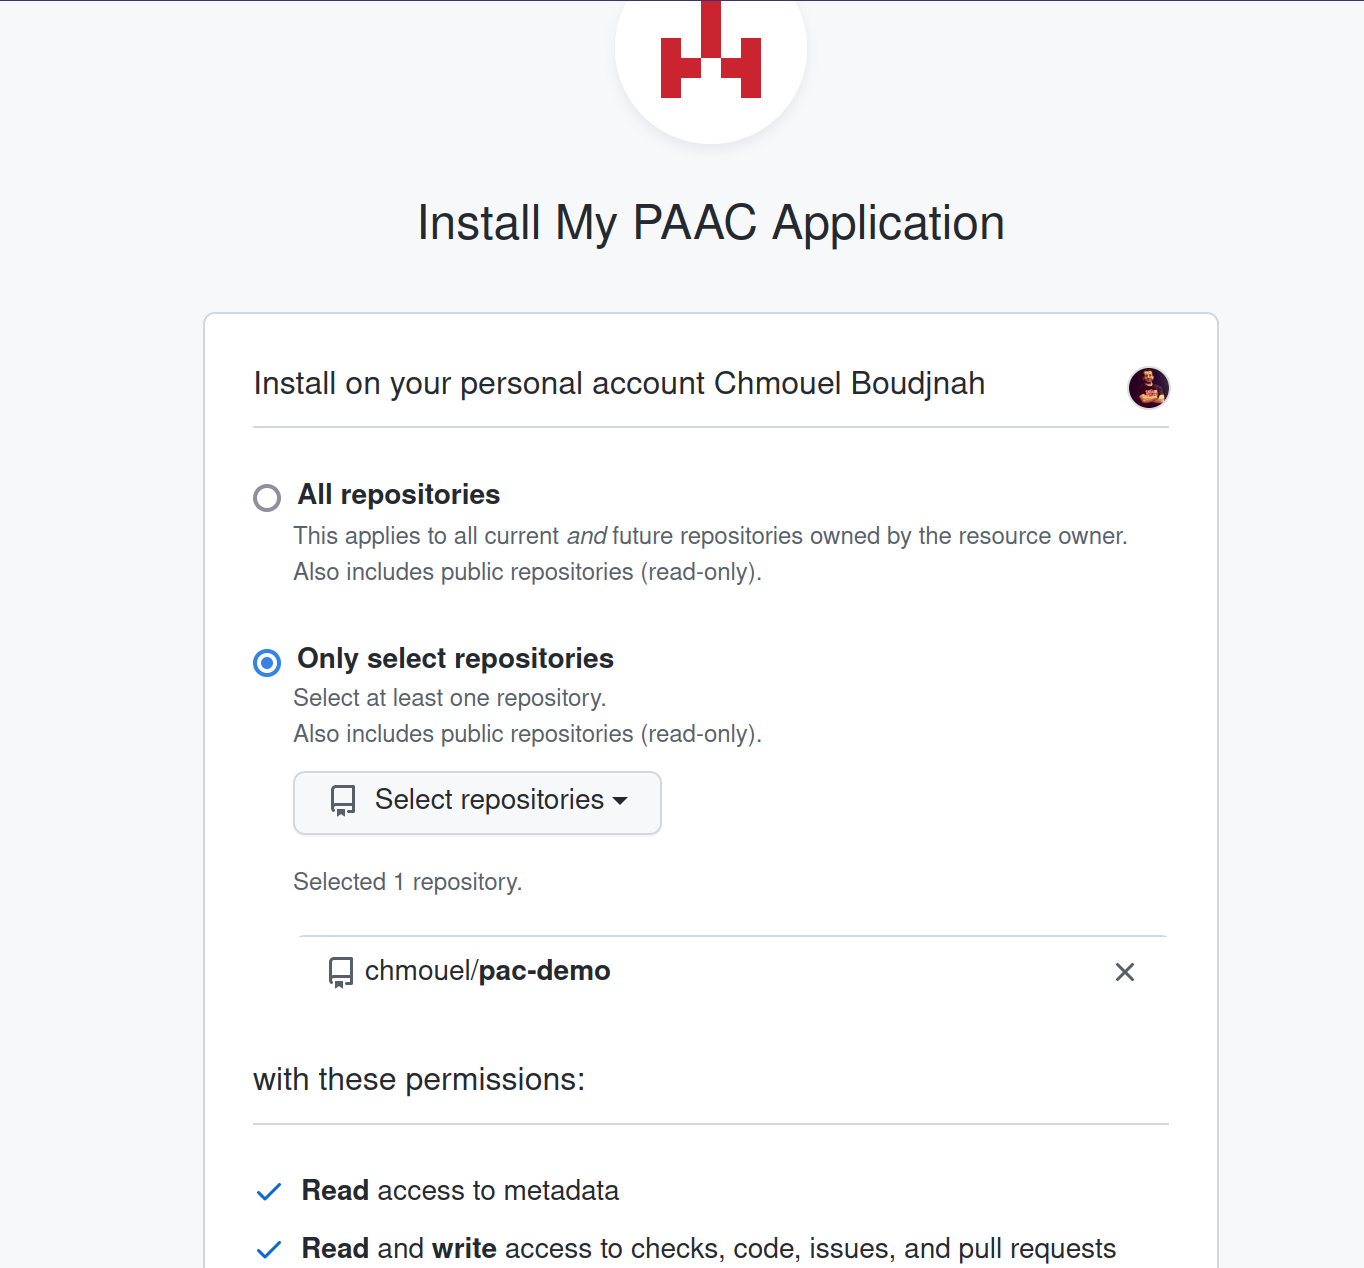 Install My PAAC Application
Install on your personal account Chmouel Boudjnah
All repositories
This applies to all current and future repositories owned by the resource owner.
Also includes public repositories (read-only).
Only select repositories
Select at least one repository.
Also includes public repositories (read-only).
Select repositories
Selected 1 repository.
chmouel/pac-demo
with these permissions:
Read access to metadata
Read and write access to checks, code, issues, and pull requests